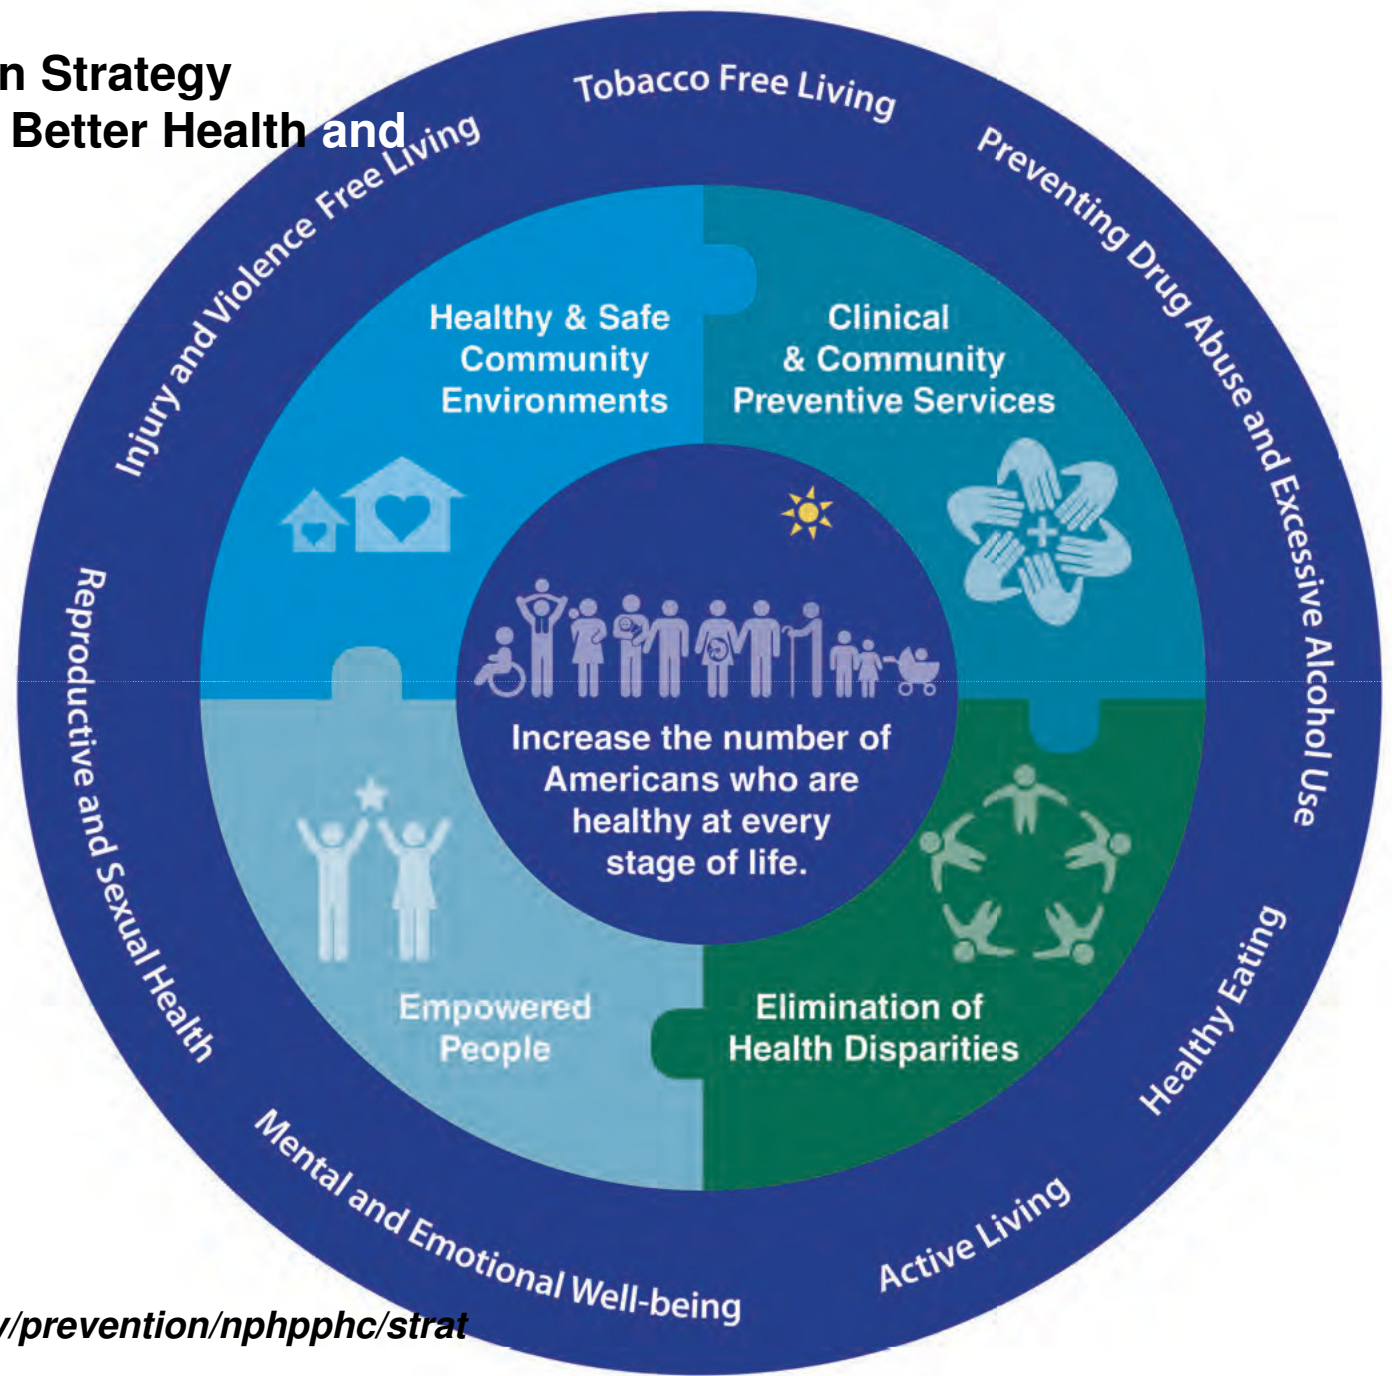 n Strategy
Better Health and
Tobacco Free Living
Preventing Drug Abuse and Excessive Alcohol Use
Healthy Eating
Active Living
Mental and Emotional Well-being
Reproductive and Sexual Health
Injury and Violence Free Living
Healthy & Safe
Community
Environments
Clinical
& Community
Preventive Services
Increase the number of
Americans who are
healthy at every
stage of life.
Empowered
People
Elimination of
Health Disparities
/prevention/nphpphc/strat